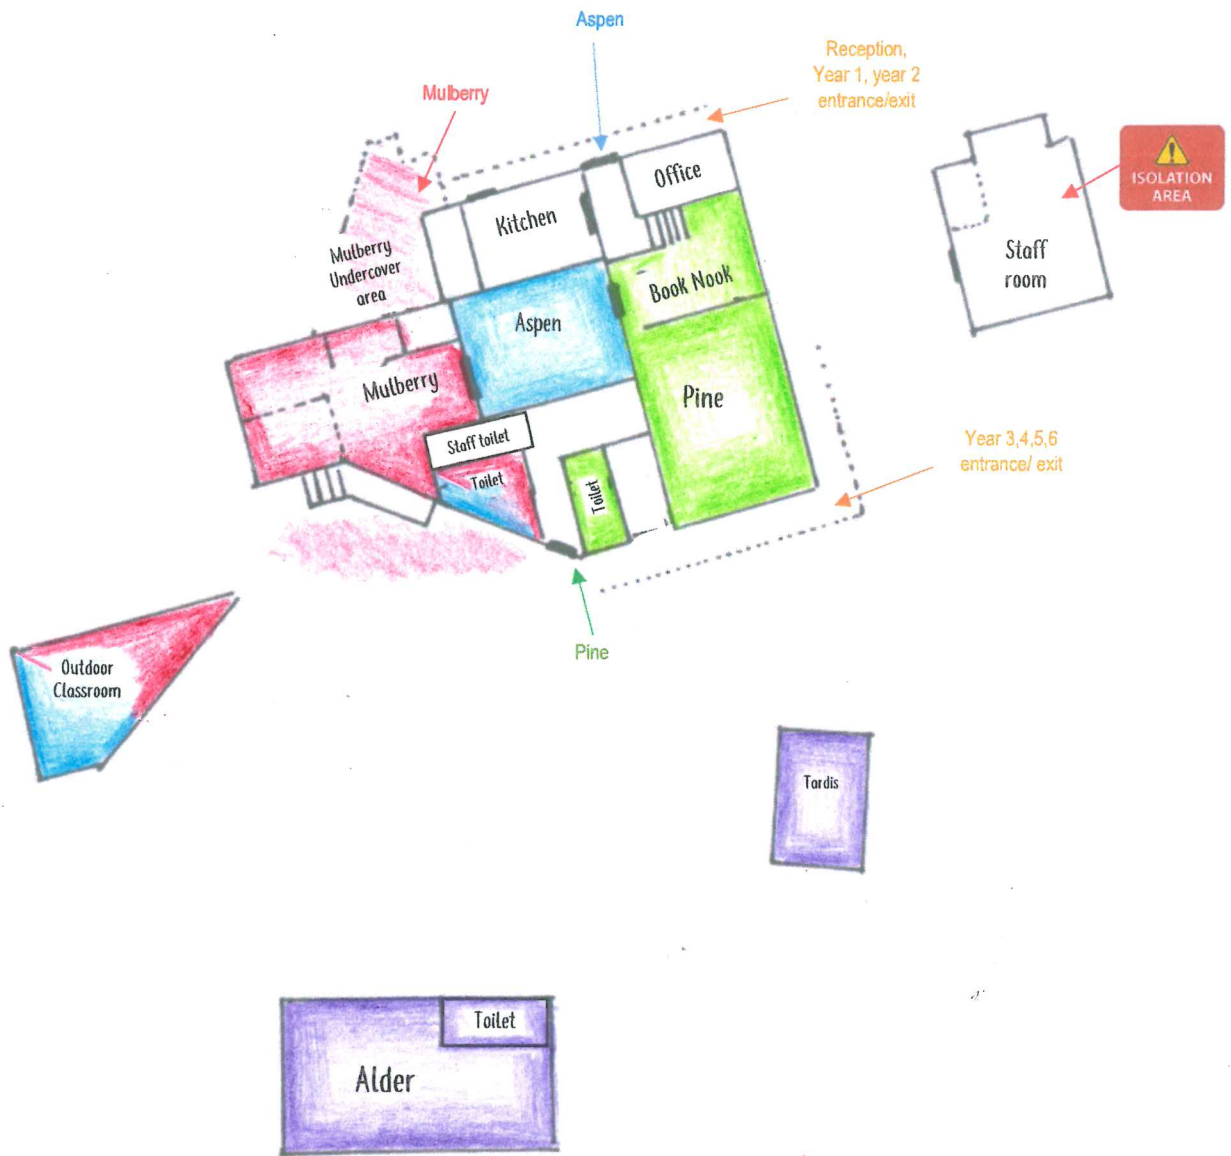 Aspen
Reception,
Year 1, year 2
entrance/exit
Mulberry
ISOLATION
AREA
Office
Kitchen
Mulberry
Undercover
area
Staff
room
Book Nook
Aspen
Mulberry
Pine
Staff toilet
Toilet
Toilet
Year 3,4,5,6
entrance/ exit
Pine
Outdoor
Classroom
Tardis
Toilet
Alder